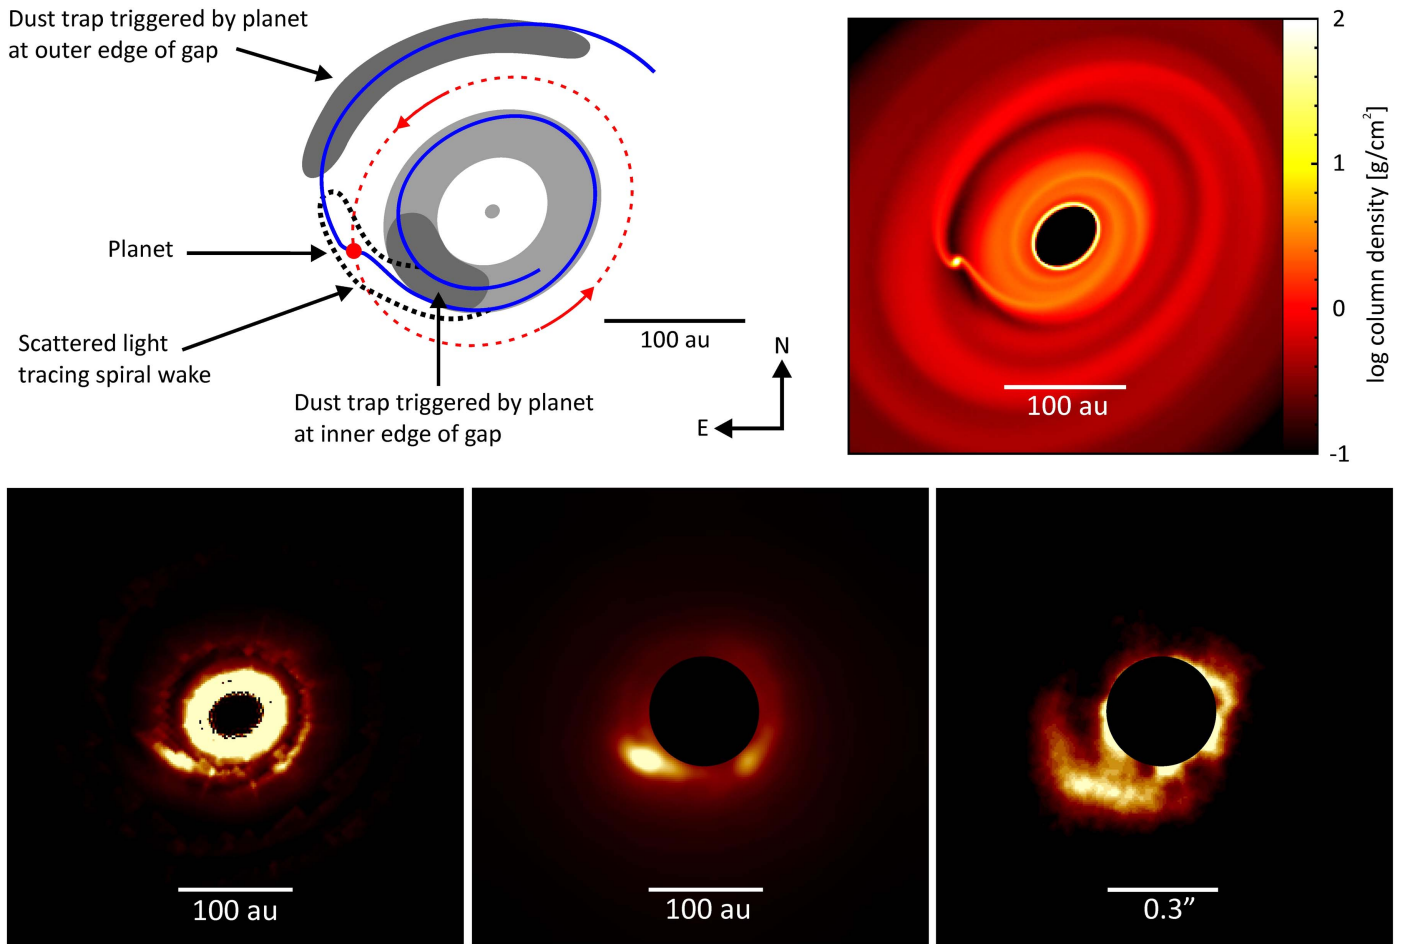 Dust trap triggered by planet
at outer edge of gap
Planet
Scattered light
tracing spiral wake
Dust trap triggered by planet
at inner edge of gap
100 au
N
E
100 au
2
1
0
-1
log column density [g/cm²]
100 au
100 au
0.3”